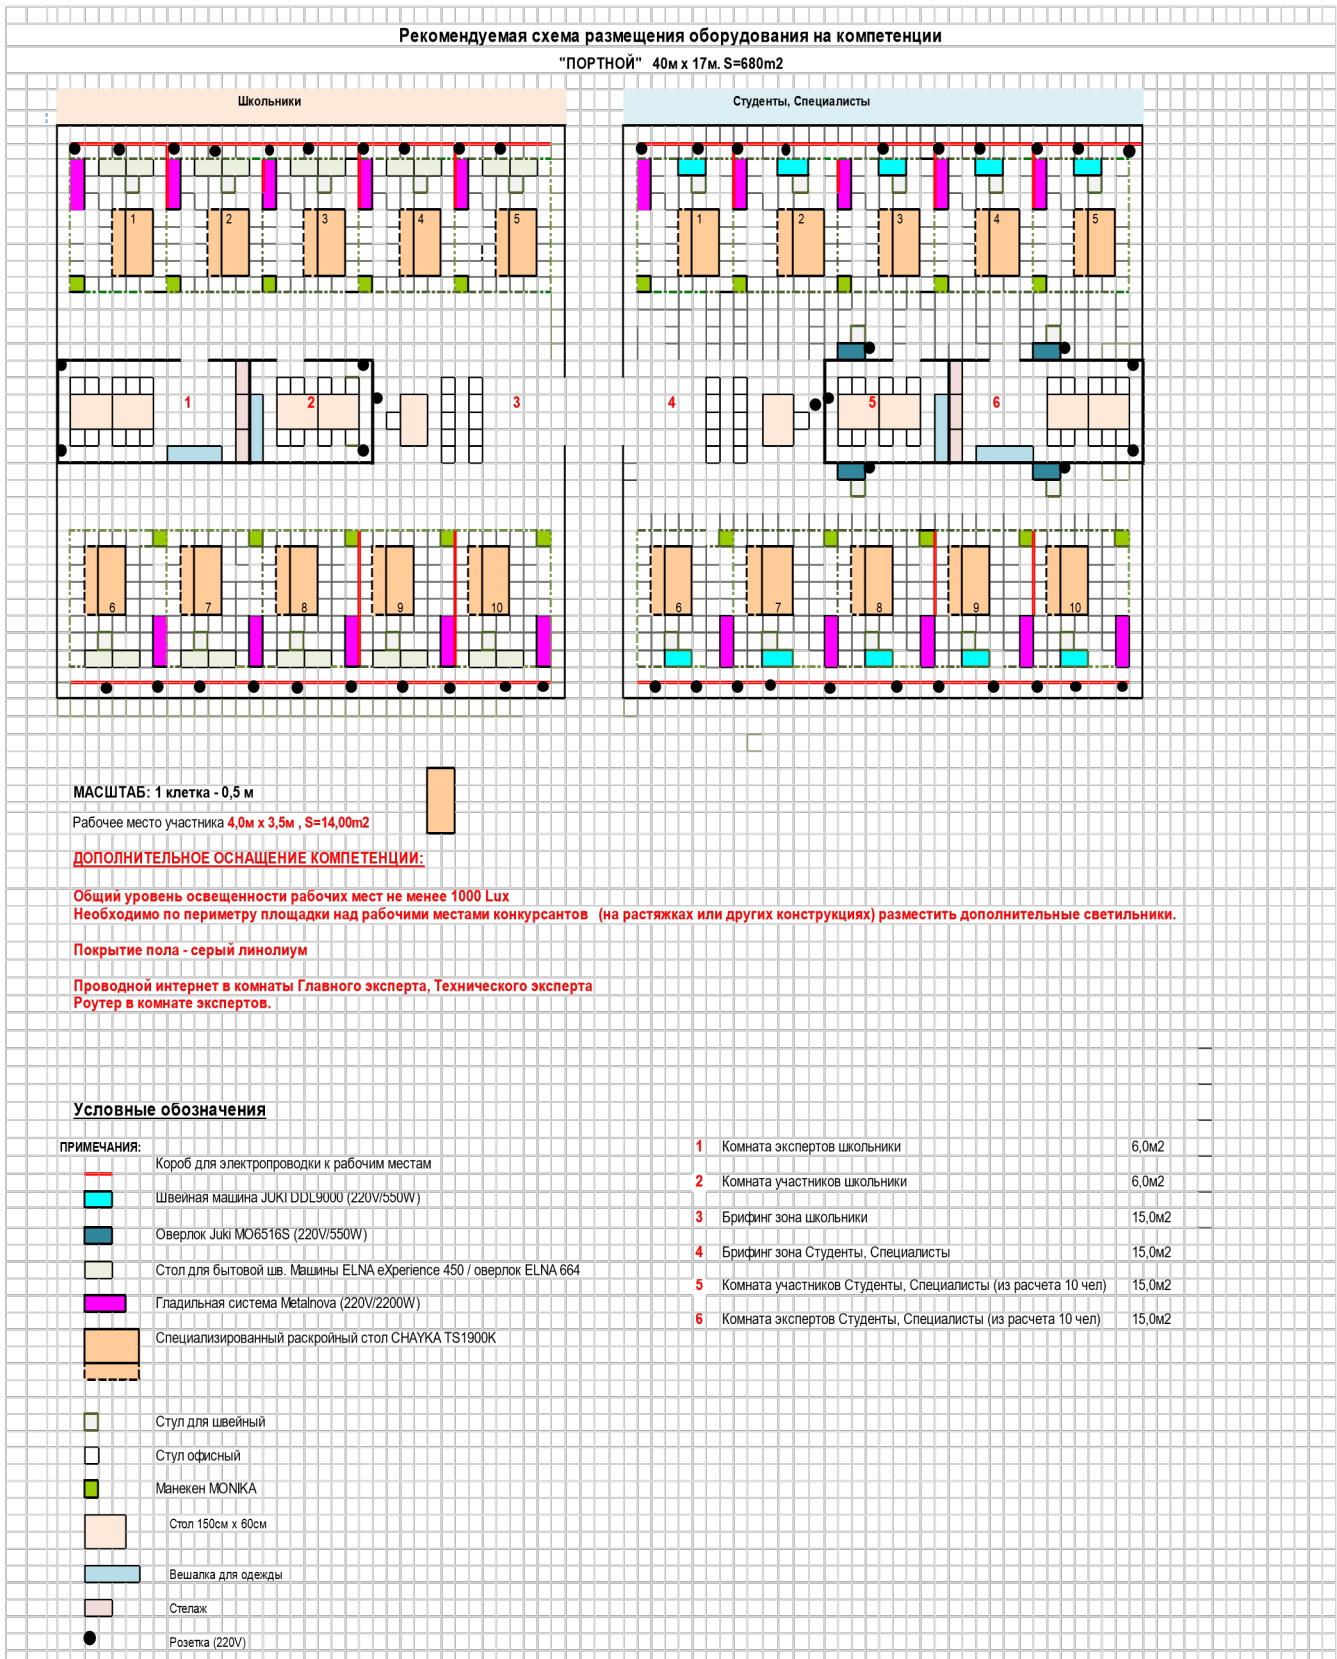 Рекомендуемая схема размещения оборудования на компетенции
"ПОРТНОЙ" 40м х 17м. S=680m2
Школьники
Студенты, Специалисты
1 2 3 4 5
1 2 3 4 5
1 2 3 4 5 6
6 7 8 9 10
6 7 8 9 10
МАСШТАБ: 1 клетка - 0,5 м
Рабочее место участника 4,0м х 3,5м , S=14,00m2
ДОПОЛНИТЕЛЬНОЕ ОСНАЩЕНИЕ КОМПЕТЕНЦИИ:
Общий уровень освещенности рабочих мест не менее 1000 Lux
Необходимо по периметру площадки над рабочими местами конкурсантов (на растяжках или других конструкциях) разместить дополнительные светильники.
Покрытие пола - серый линолиум
Проводной интернет в комнаты Главного эксперта, Технического эксперта
Роутер в комнате экспертов.
Условные обозначения
ПРИМЕЧАНИЯ:
Короб для электропроводки к рабочим местам
Швейная машина JUKI DDL9000 (220V/550W)
Оверлок Juki MO6516S (220V/550W)
Стол для бытовой шв. Машины ELNA eXperience 450 / оверлок ELNA 664
Гладильная система Metalnova (220V/2200W)
Специализированный раскройный стол CHAYKA TS1900K
Стул для швейный
Стул офисный
Манекен MONIKA
Стол 150см х 60см
Вешалка для одежды
Стелаж
Розетка (220V)
1 Комната экспертов школьники 6,0м2
2 Комната участников школьники 6,0м2
3 Брифинг зона школьники 15,0м2
4 Брифинг зона Студенты, Специалисты 15,0м2
5 Комната участников Студенты, Специалисты (из расчета 10 чел) 15,0м2
6 Комната экспертов Студенты, Специалисты (из расчета 10 чел) 15,0м2